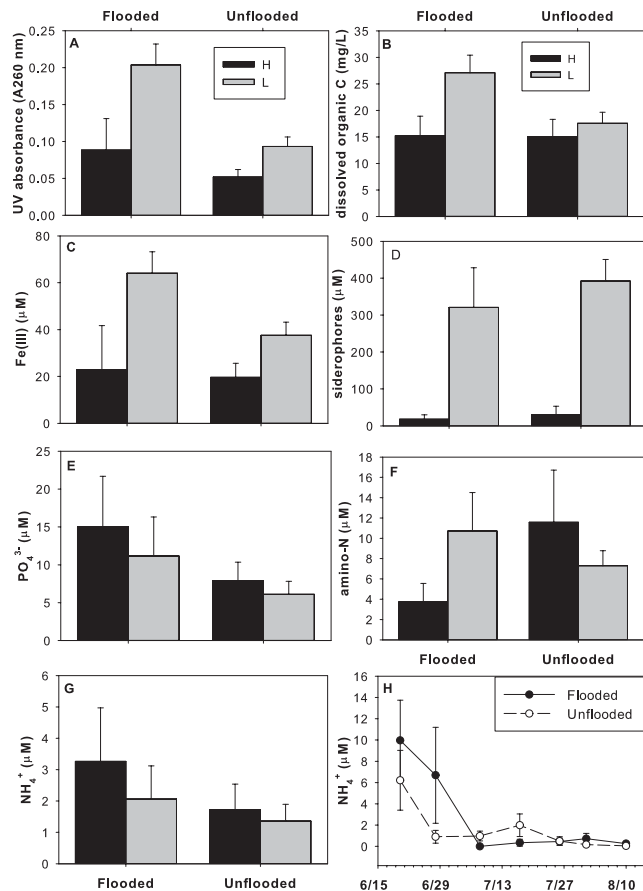 Flooded Unflooded
A
H
L
UV absorbance (A260 nm)
0.00
0.05
0.10
0.15
0.20
0.25
Flooded Unflooded
B
H
L
dissolved organic C (mg/L)
0
5
10
15
20
25
30
35
C
Fe(III) (μM)
0
20
40
60
80
D
siderophores (μM)
0
100
200
300
400
500
E
PO₄³⁻ (μM)
0
5
10
15
20
25
F
amino-N (μM)
0
2
4
6
8
10
12
14
16
18
Flooded Unflooded
G
NH₄⁺ (μM)
0
1
2
3
4
5
6
H
Flooded
Unflooded
NH₄⁺ (μM)
0
2
4
6
8
10
12
14
16
6/15 6/29 7/13 7/27 8/10